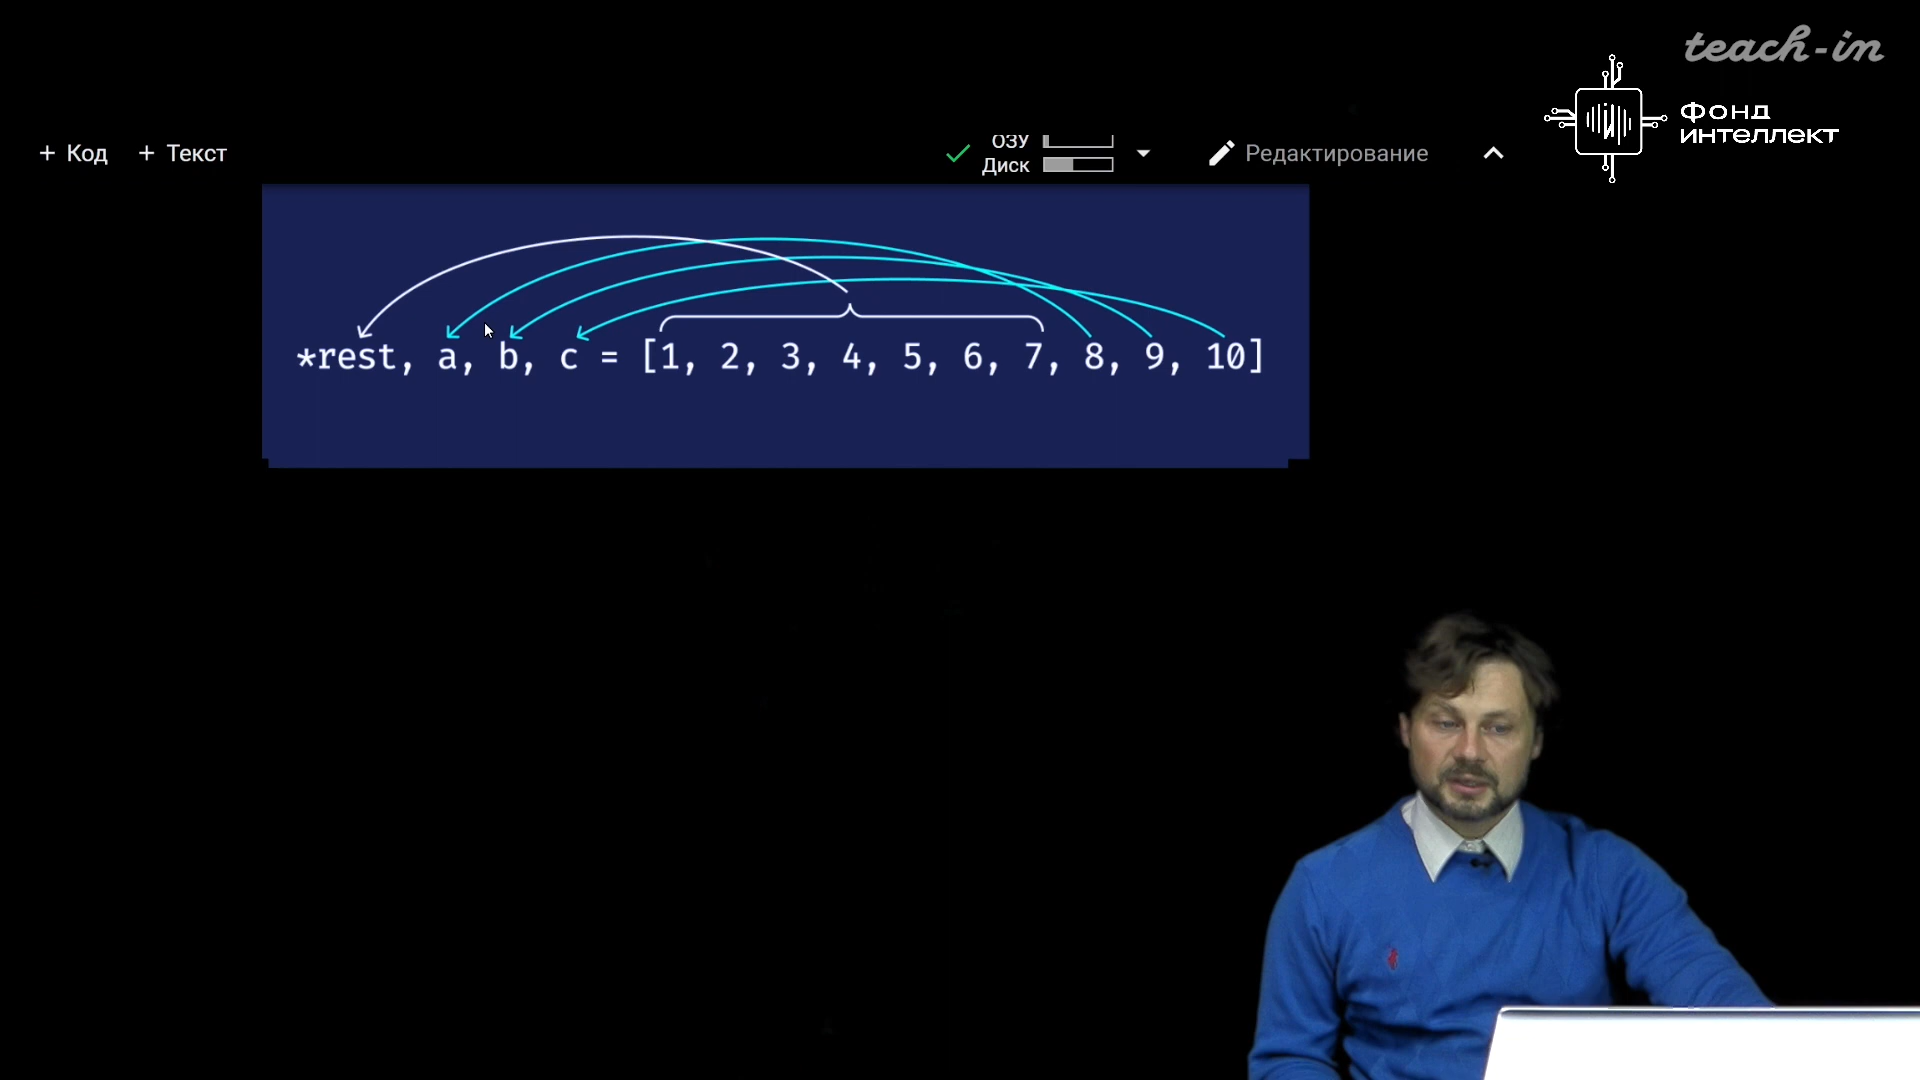 teach-in
Фонд
интеллект
+ Код + Текст
ОЗУ
Диск
Редактирование
*rest, a, b, c = [1, 2, 3, 4, 5, 6, 7, 8, 9, 10]